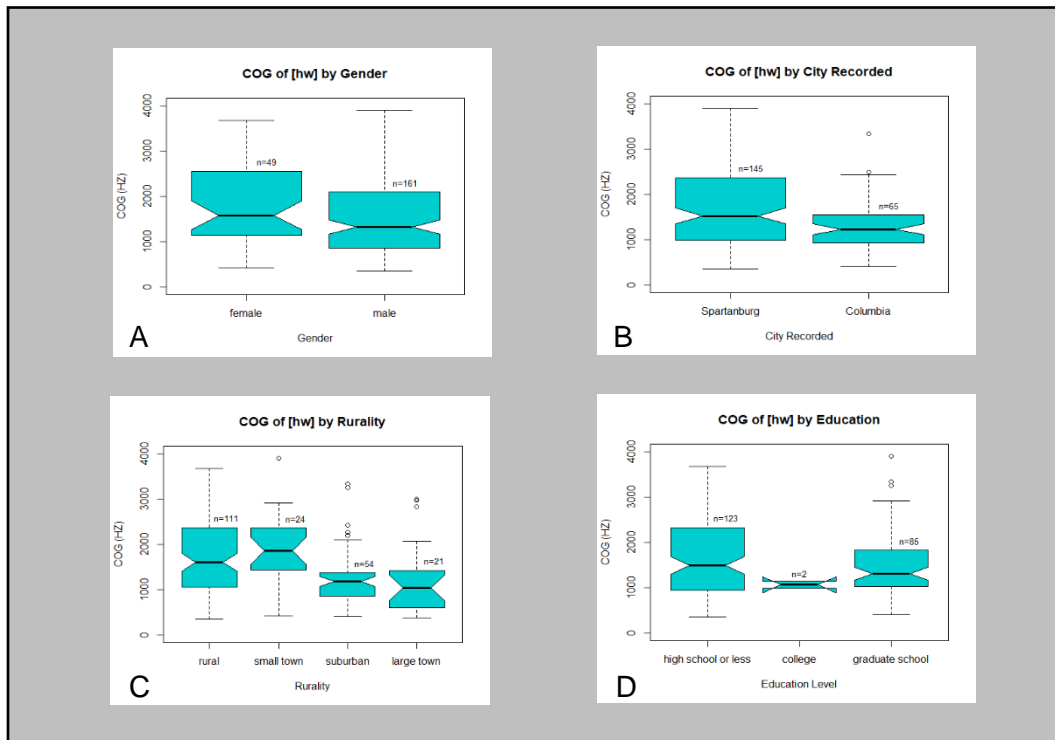 COG of [hw] by Gender
COG (HZ)
0
1000
2000
3000
4000
n=49
n=161
female
male
Gender
A
COG of [hw] by City Recorded
COG (HZ)
0
1000
2000
3000
4000
n=145
n=65
Spartanburg
Columbia
City Recorded
B
COG of [hw] by Rurality
COG (HZ)
0
1000
2000
3000
4000
n=111
n=24
n=54
n=21
rural
small town
suburban
large town
Rurality
C
COG of [hw] by Education
COG (HZ)
0
1000
2000
3000
4000
n=123
n=2
n=85
high school or less
college
graduate school
Education Level
D